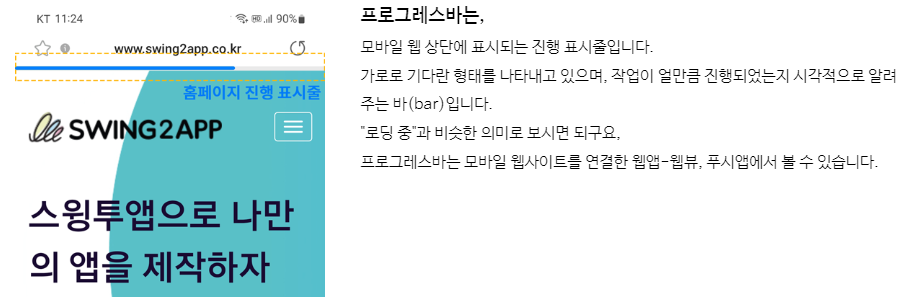 KT 11:24
90%
www.swing2app.co.kr
홈페이지 진행 표시줄
SWING2APP
스윙투앱으로 나만
의 앱을 제작하자
프로그레스바는,
모바일 웹 상단에 표시되는 진행 표시줄입니다.
가로로 기다란 형태를 나타내고 있으며, 작업이 얼만큼 진행되었는지 시각적으로 알려
주는 바(bar)입니다.
"로딩 중"과 비슷한 의미로 보시면 되구요,
프로그레스바는 모바일 웹사이트를 연결한 웹앱-웹뷰, 푸시앱에서 볼 수 있습니다.